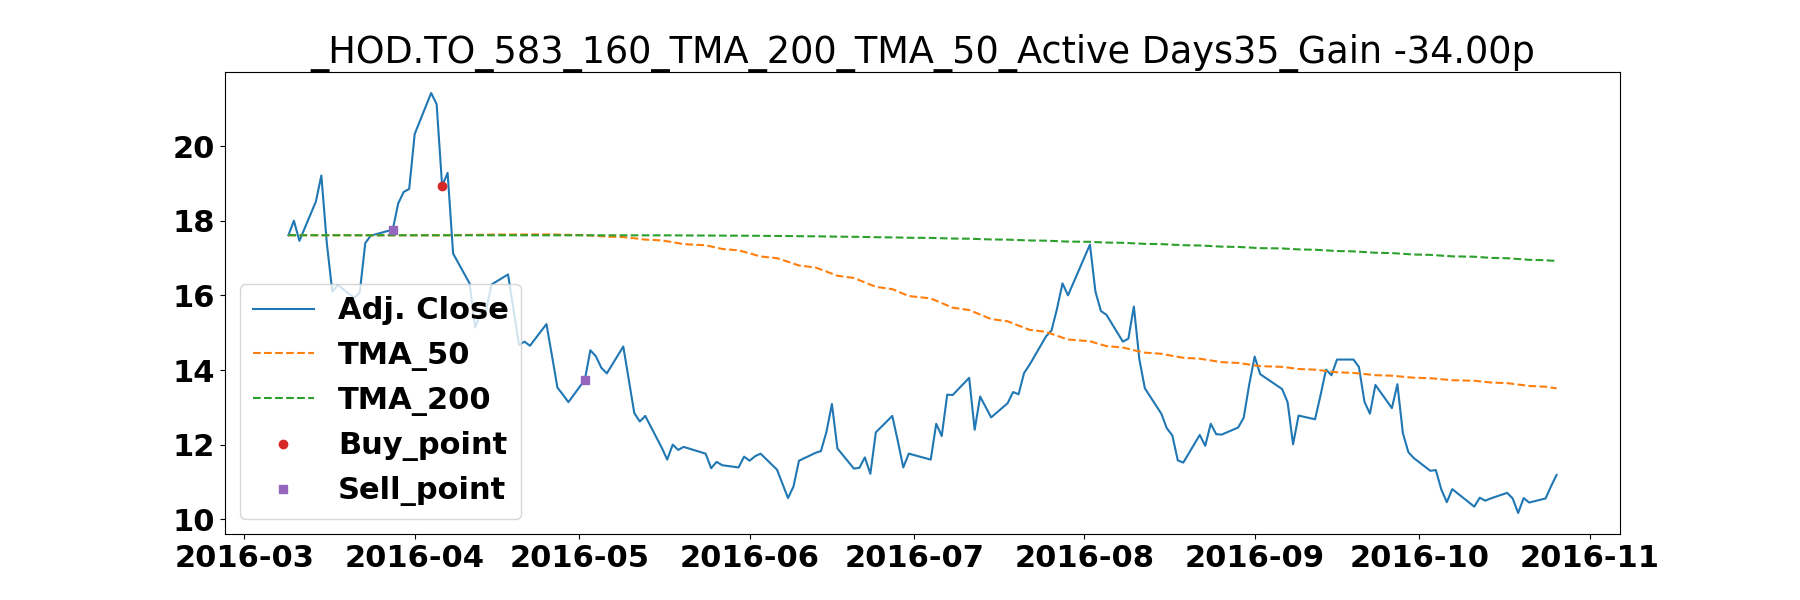 _HOD.TO_583_160_TMA_200_TMA_50_Active Days35_Gain -34.00p
20
18
16
14
12
10
Adj. Close
TMA_50
TMA_200
Buy_point
Sell_point
2016-03 2016-04 2016-05 2016-06 2016-07 2016-08 2016-09 2016-10 2016-11